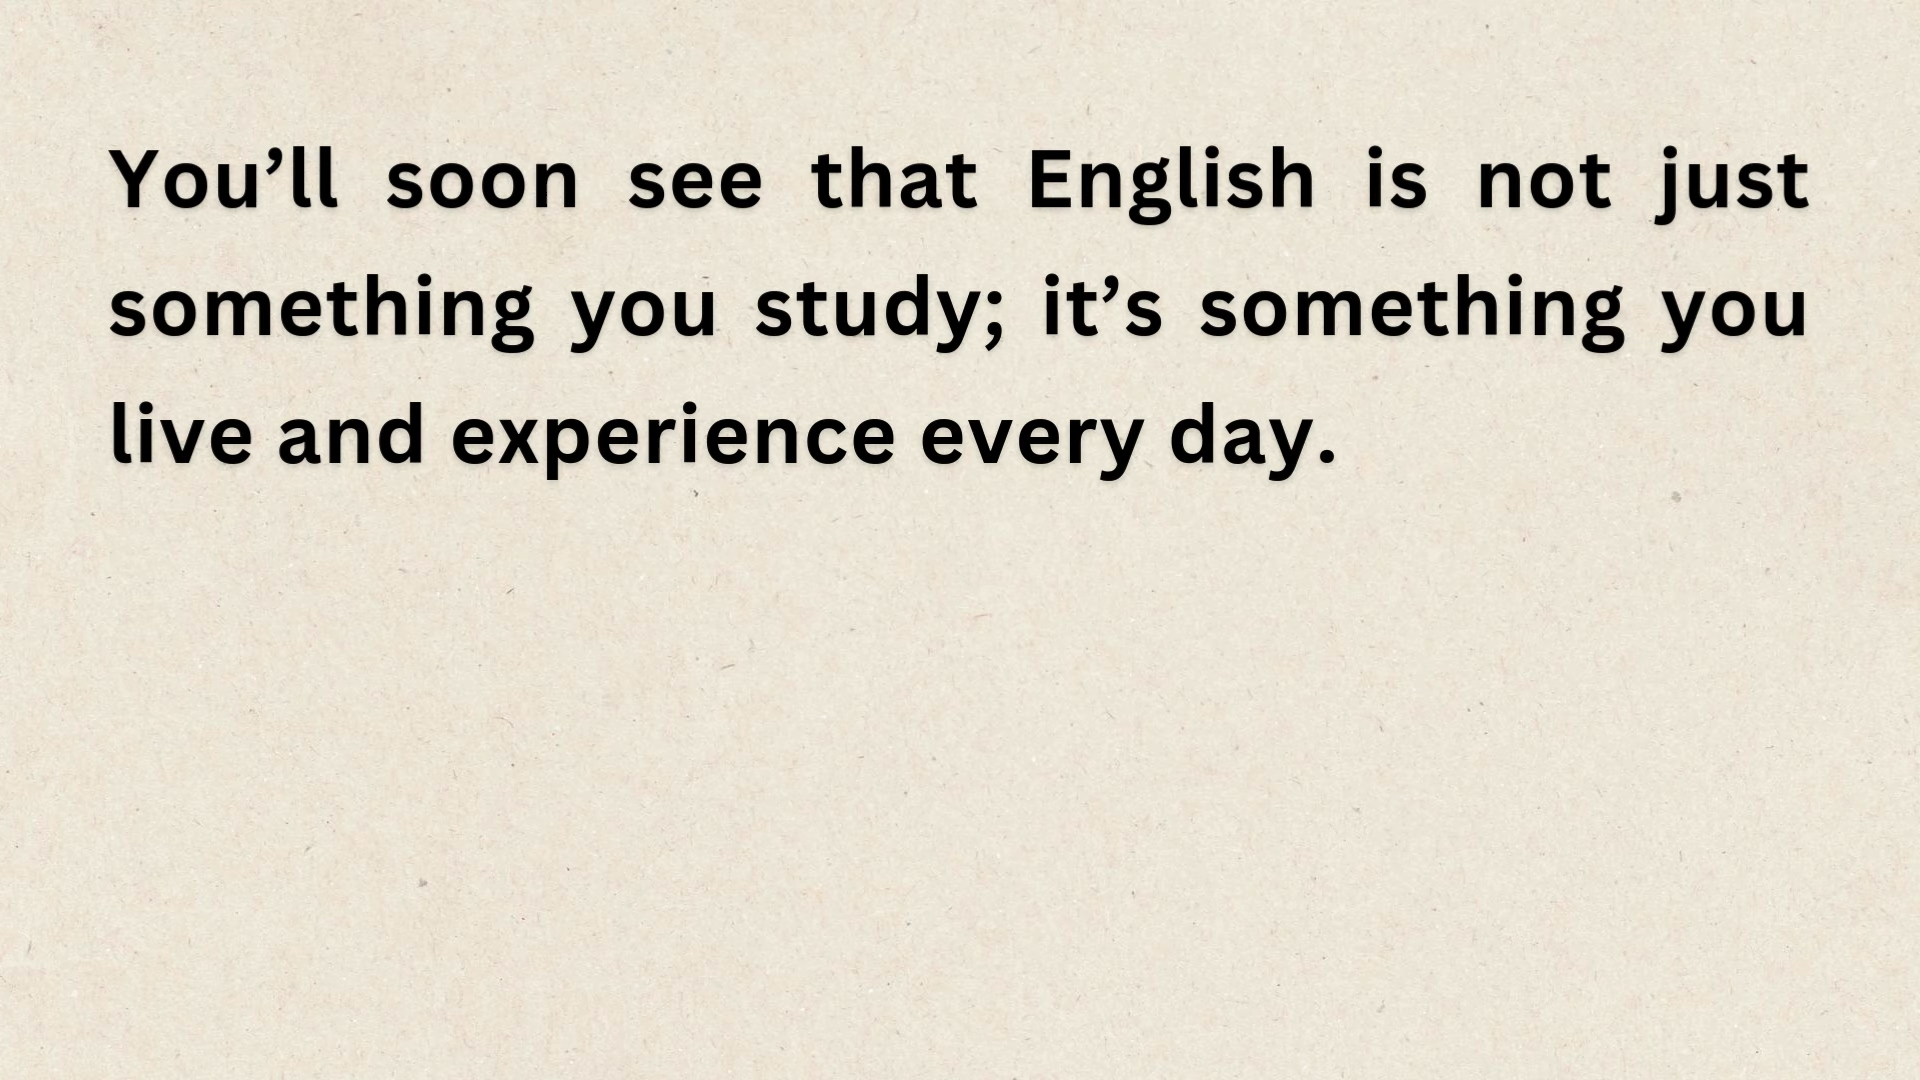 You’ll soon see that English is not just
something you study; it’s something you
live and experience every day.